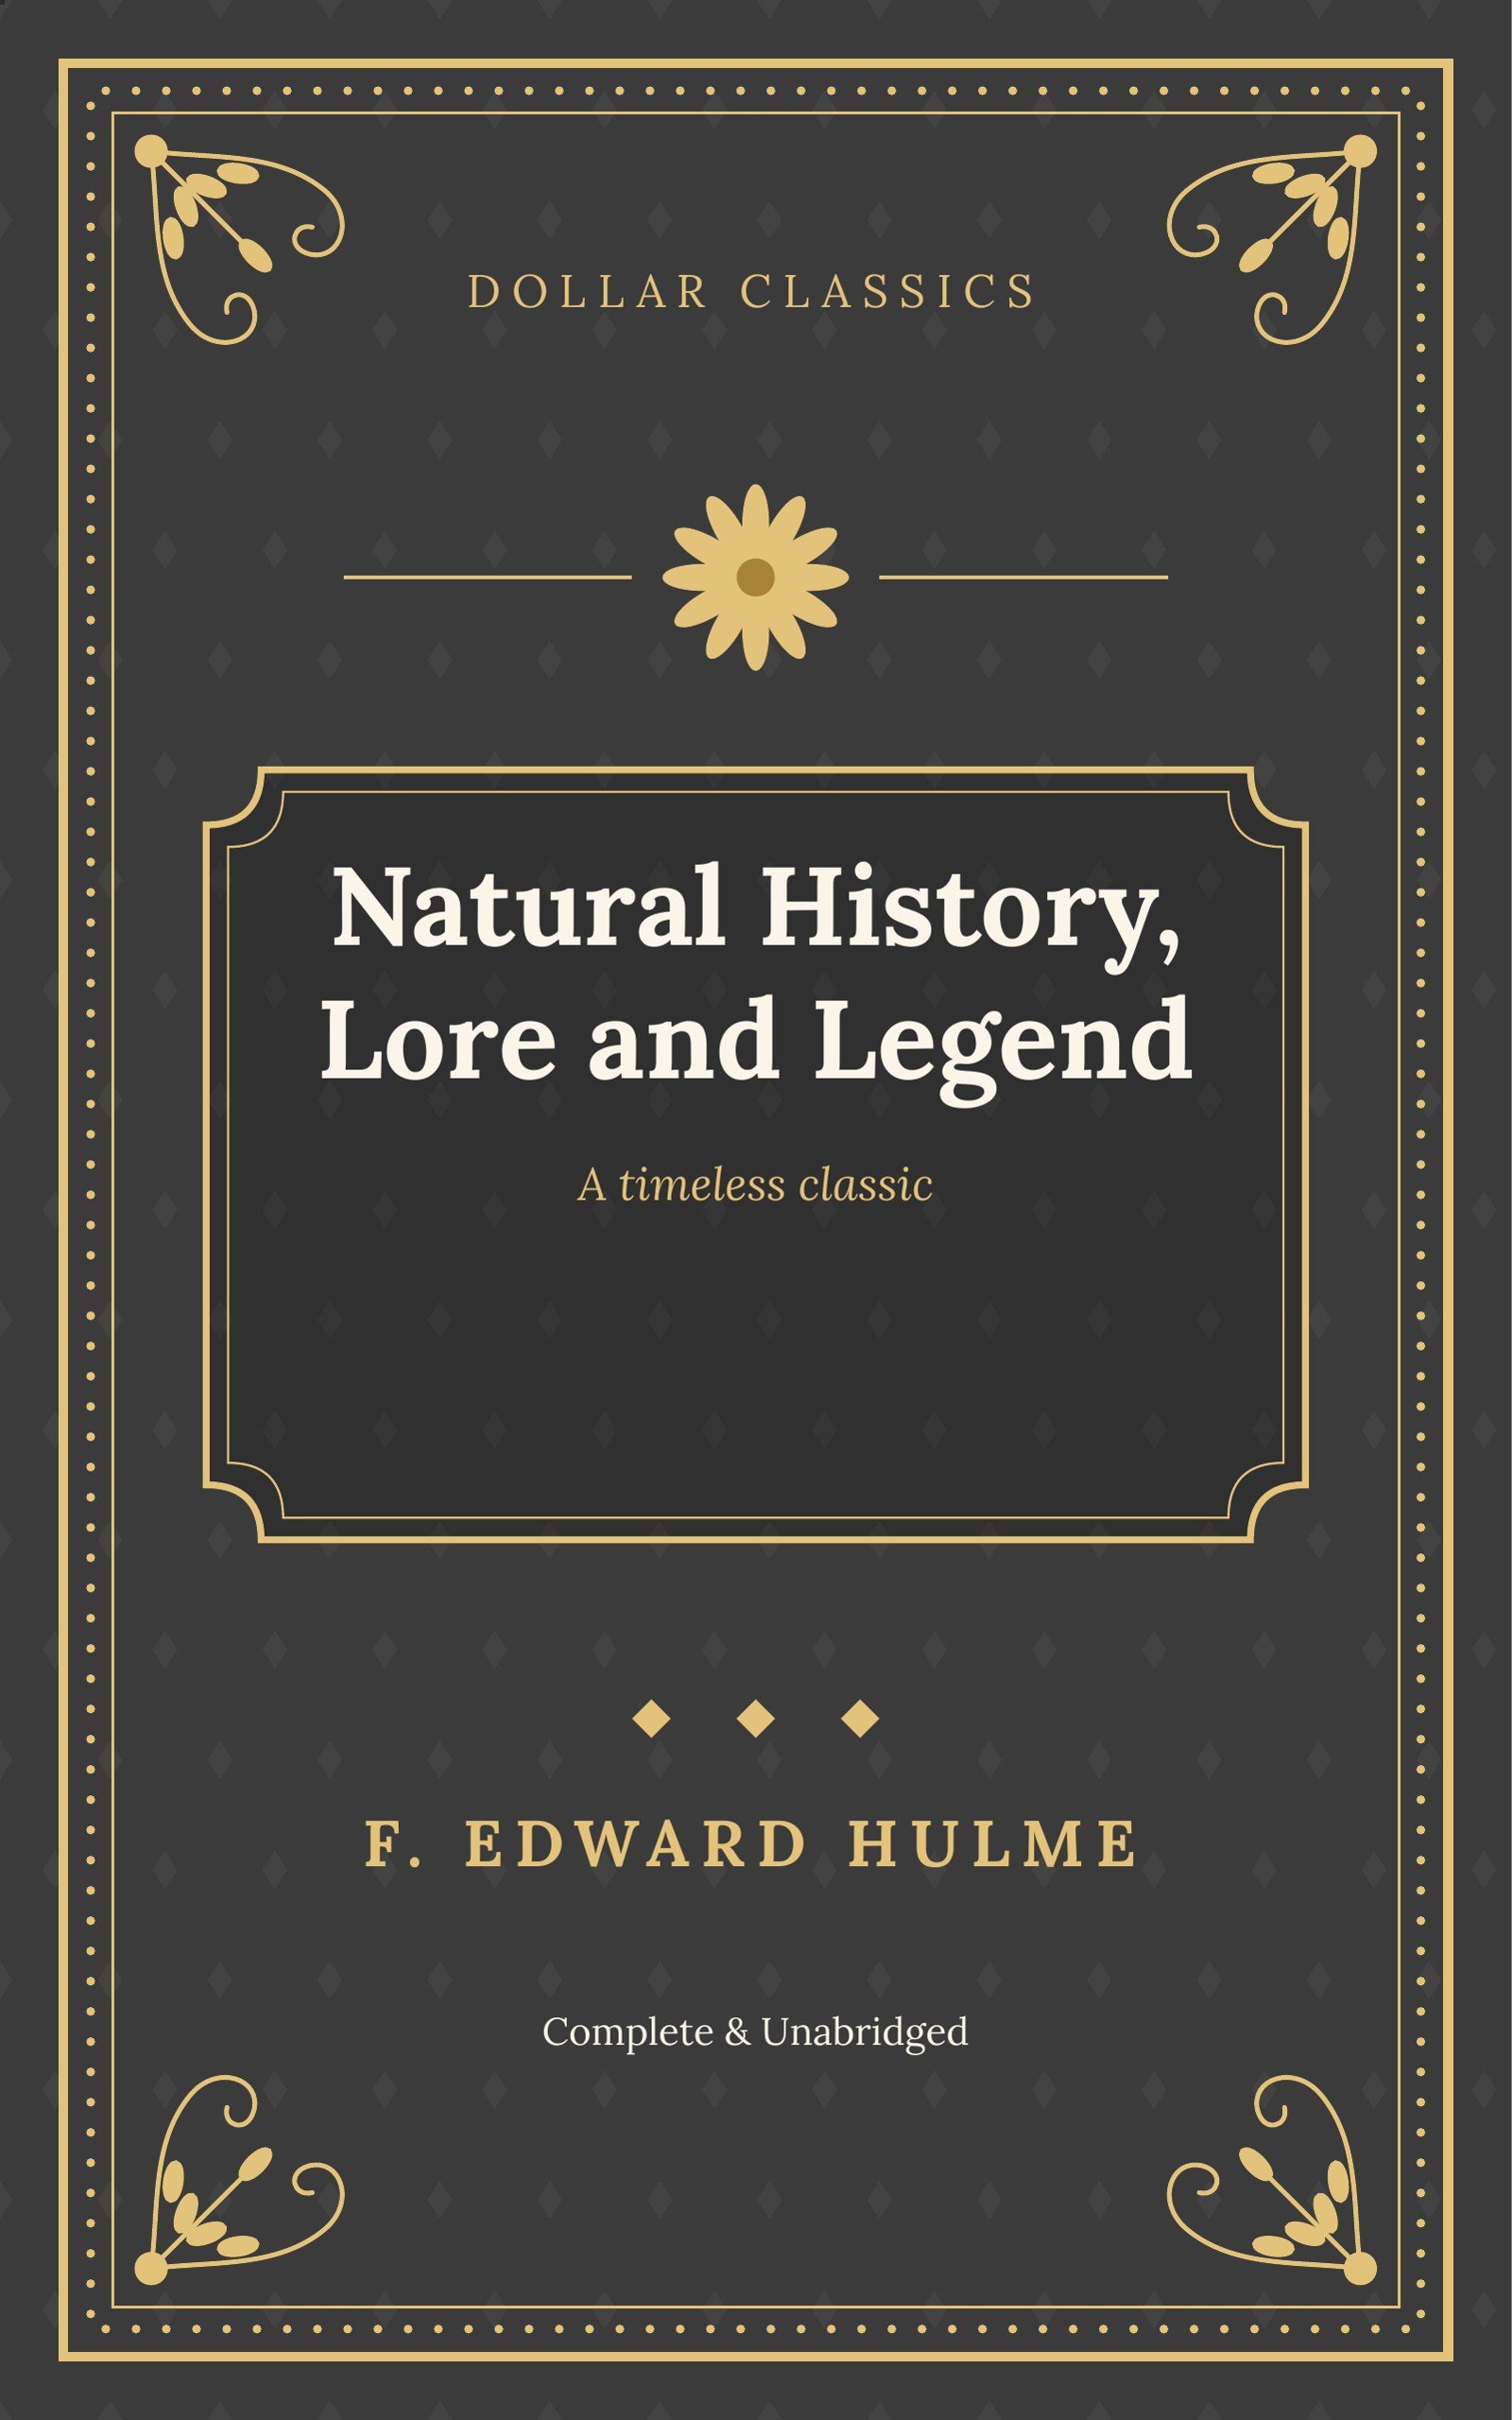 DOLLAR CLASSICS
Natural History,
Lore and Legend
A timeless classic
F. EDWARD HULME
Complete & Unabridged